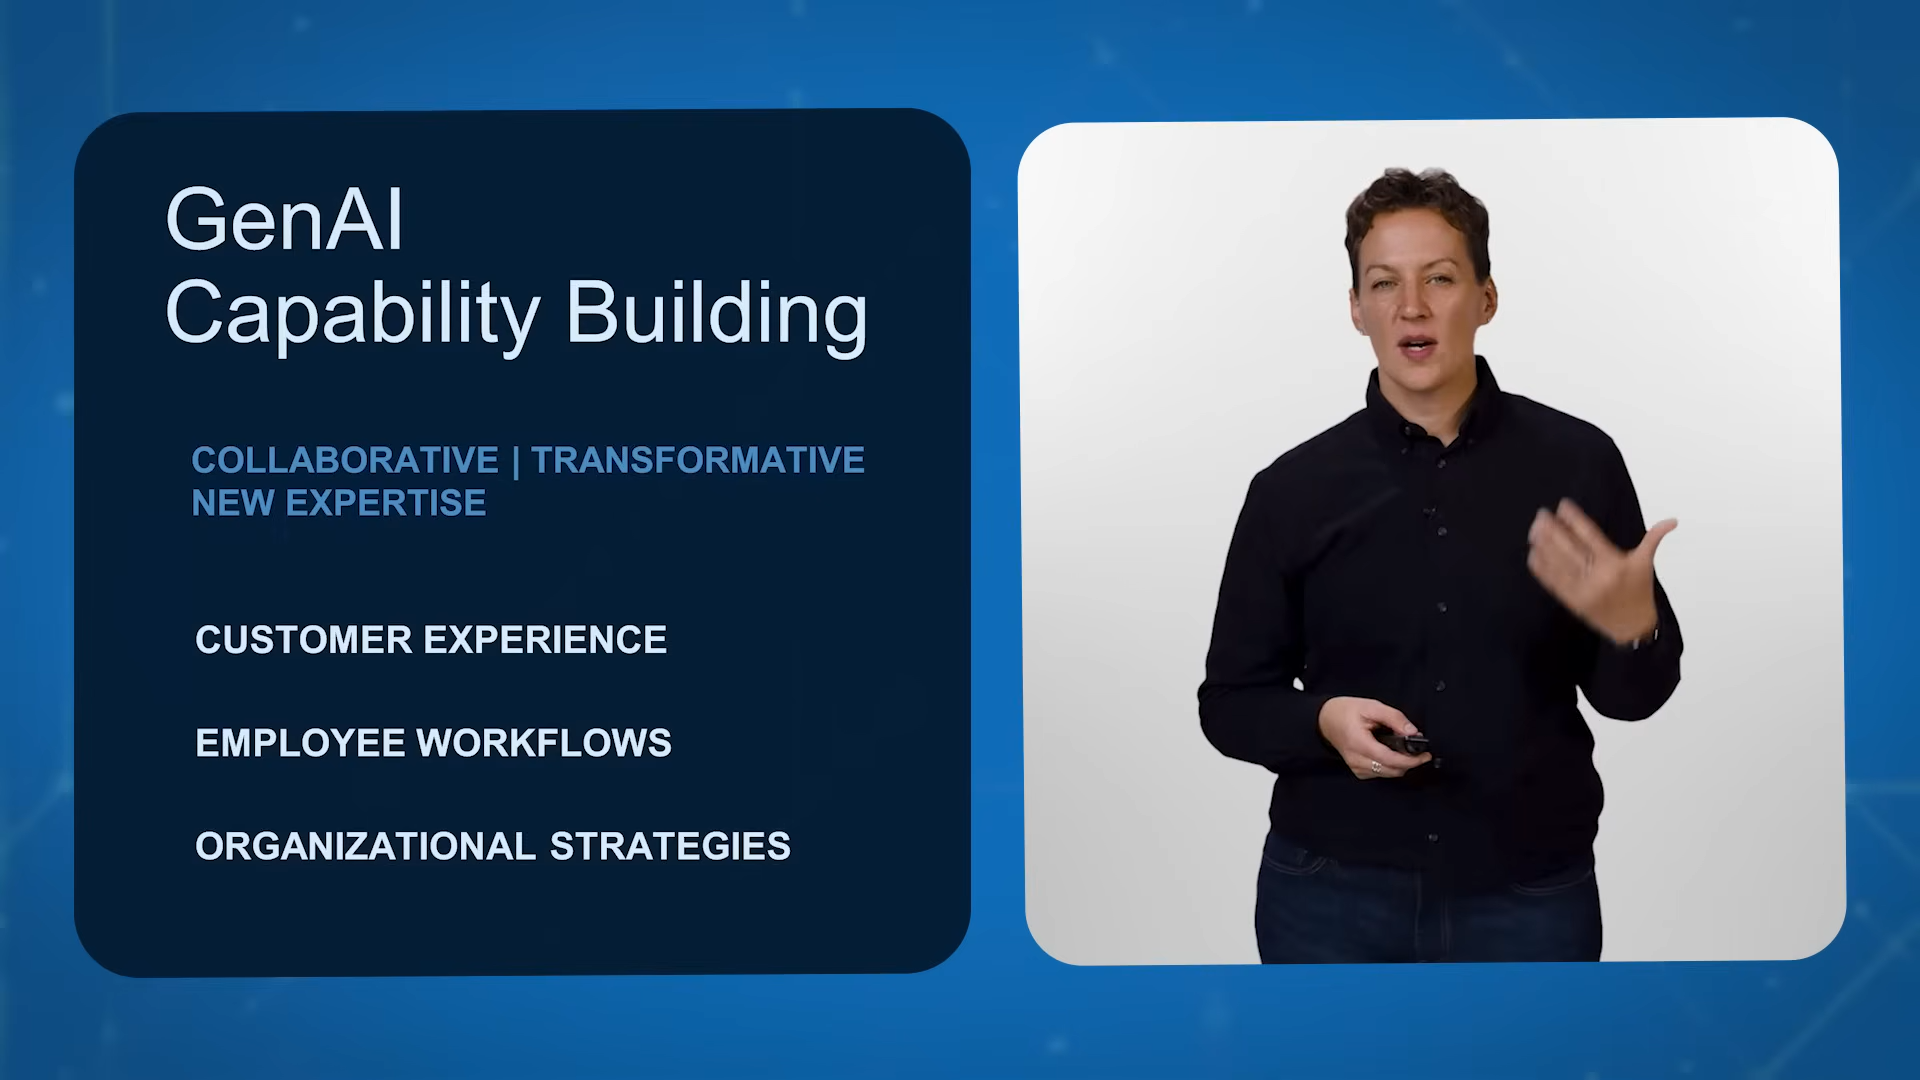 GenAI
Capability Building
COLLABORATIVE | TRANSFORMATIVE
NEW EXPERTISE
CUSTOMER EXPERIENCE
EMPLOYEE WORKFLOWS
ORGANIZATIONAL STRATEGIES